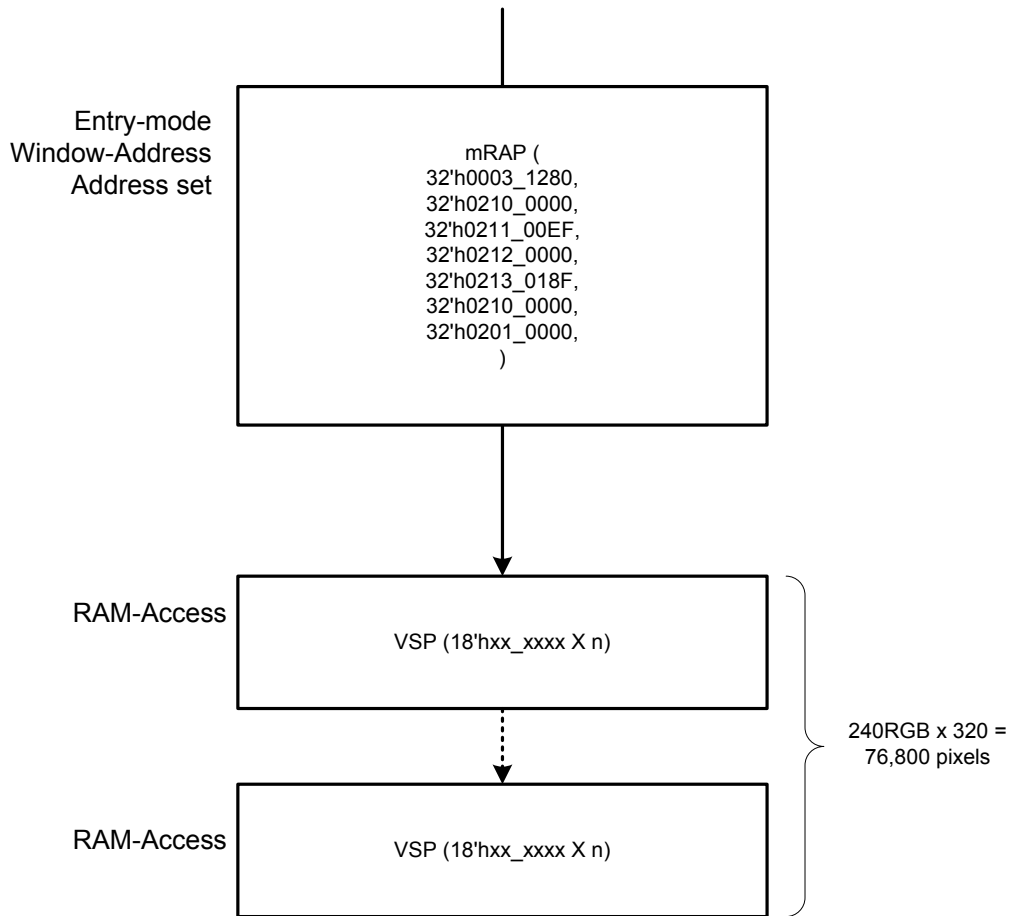 Entry-mode
Window-Address
Address set
mRAP (
32'h0003_1280,
32'h0210_0000,
32'h0211_00EF,
32'h0212_0000,
32'h0213_018F,
32'h0210_0000,
32'h0201_0000,
)
RAM-Access
VSP (18'hxx_xxxx X n)
240RGB x 320 =
76,800 pixels
RAM-Access
VSP (18'hxx_xxxx X n)